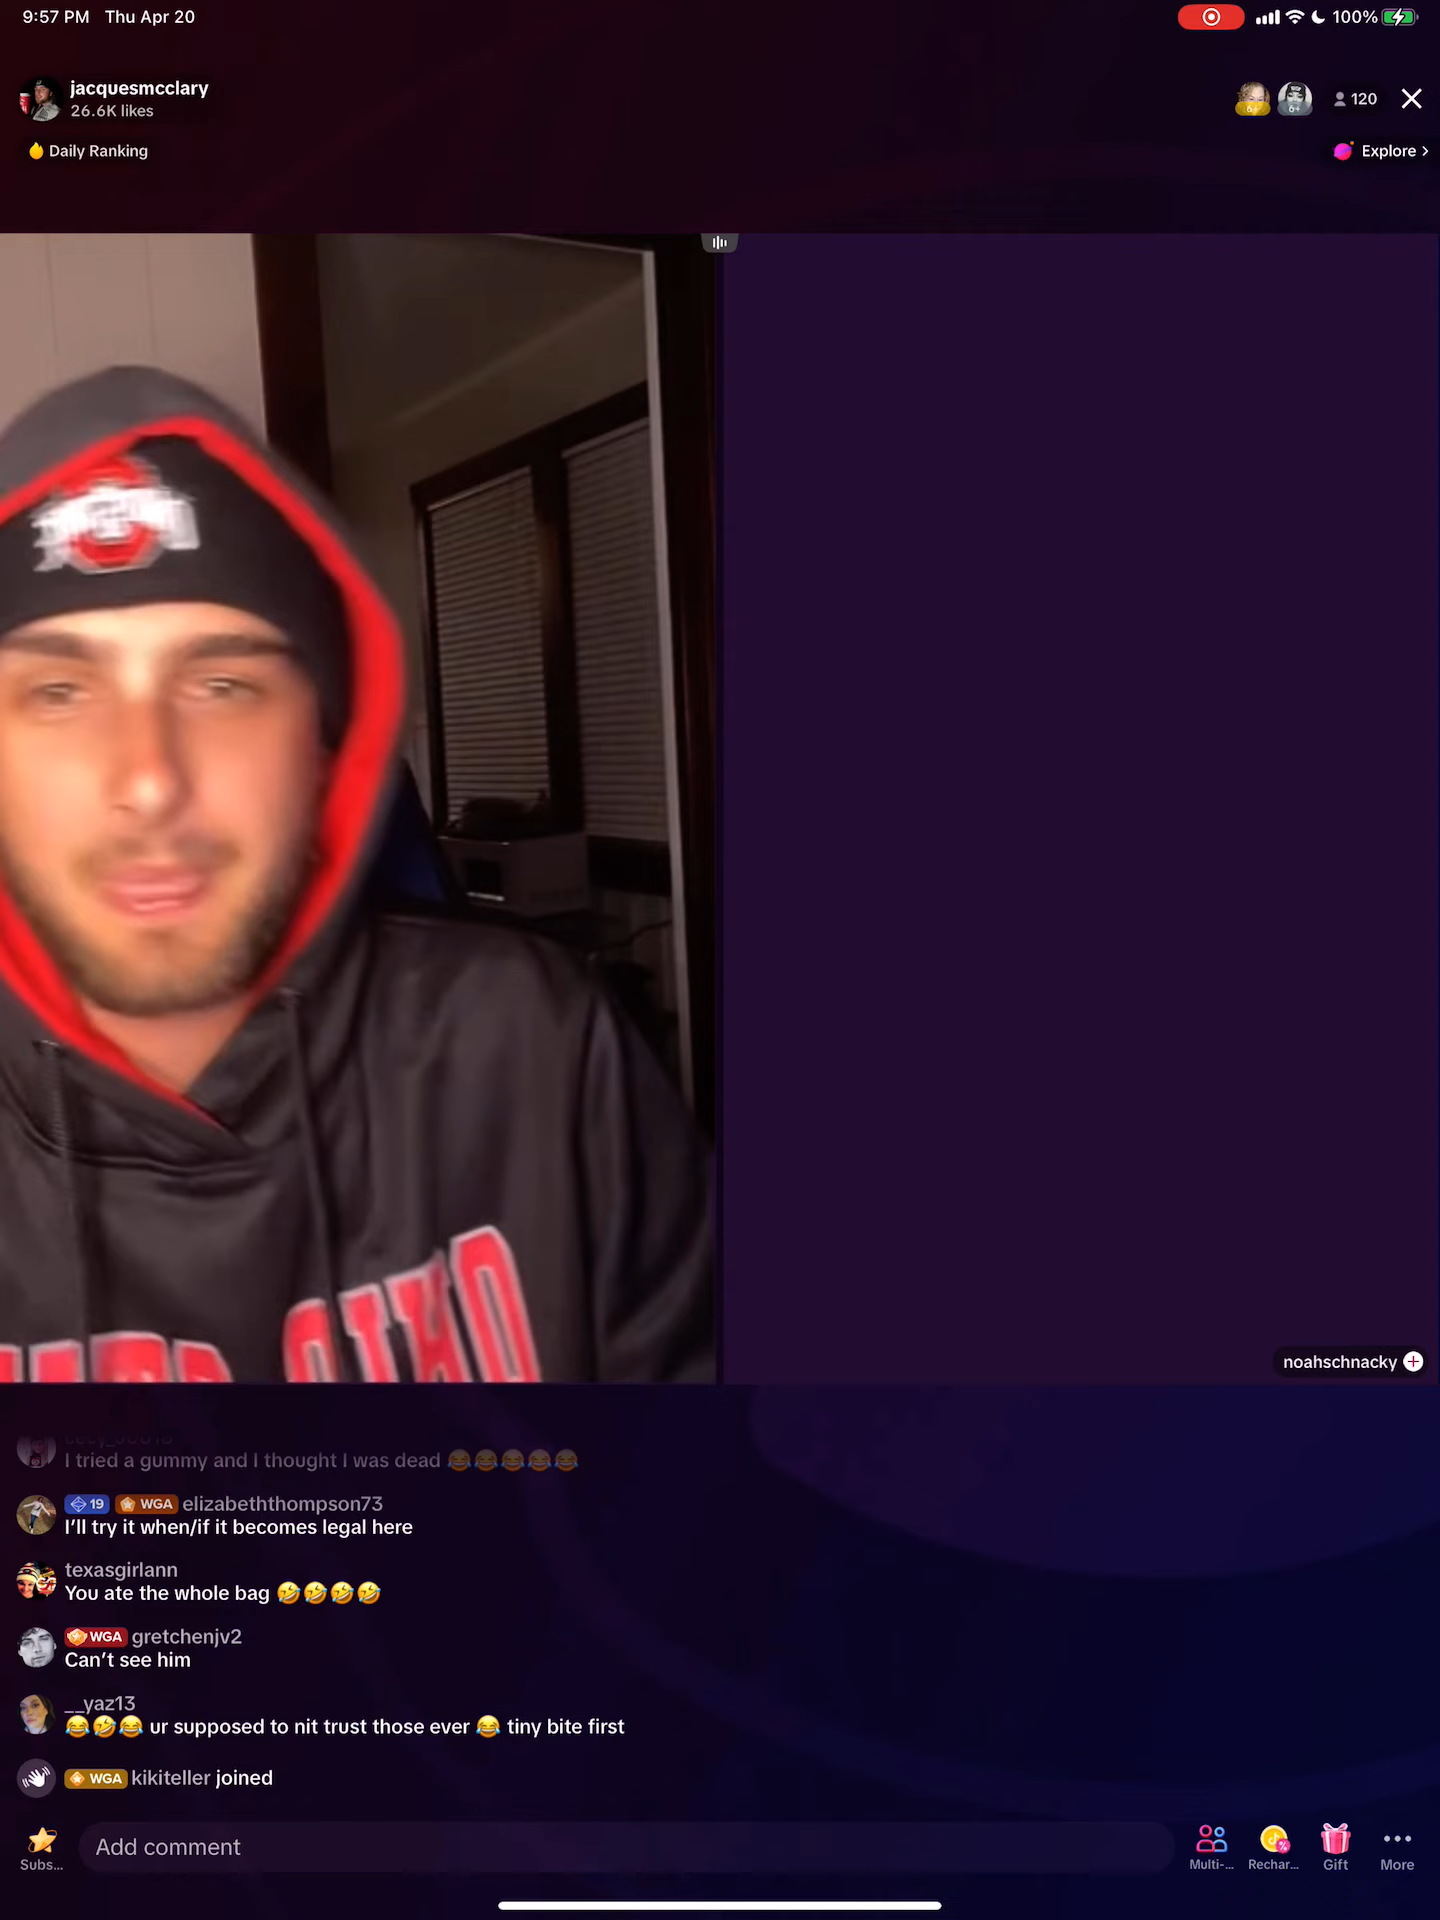 9:57 PM Thu Apr 20
100%
jacquesmcclary
26.6K likes
120
Daily Ranking
Explore >
OHIO
noahschnacky
I tried a gummy and I thought I was dead 😂😂😂😂😂
19 WGA elizabeththompson73
I'll try it when/if it becomes legal here
texasgirlann
You ate the whole bag 🤣🤣🤣🤣
WGA gretchenjv2
Can't see him
__yaz13
😂🤣😂 ur supposed to nit trust those ever 😂 tiny bite first
WGA kikiteller joined
Subs...
Add comment
Multi-...
Rechar...
Gift
More